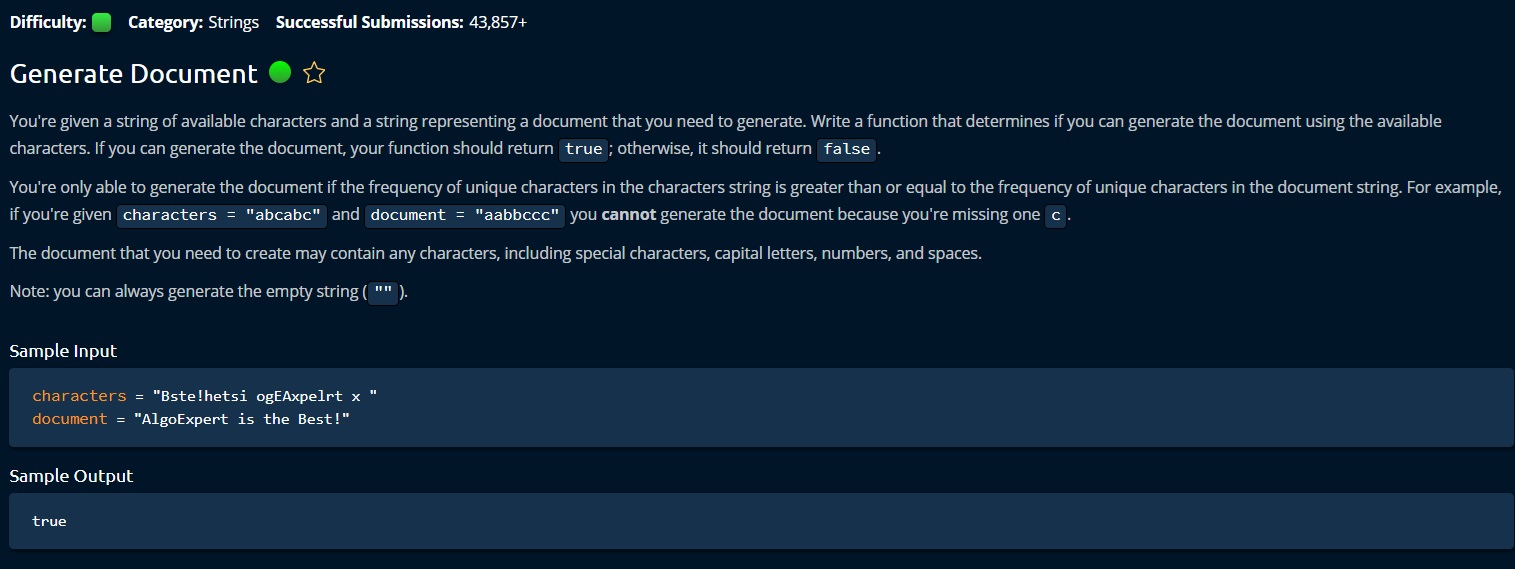 Difficulty: Category: Strings Successful Submissions: 43,857+
Generate Document
You're given a string of available characters and a string representing a document that you need to generate. Write a function that determines if you can generate the document using the available
characters. If you can generate the document, your function should return true ; otherwise, it should return false .
You're only able to generate the document if the frequency of unique characters in the characters string is greater than or equal to the frequency of unique characters in the document string. For example,
if you're given characters = "abcabc" and document = "aabbccc" you cannot generate the document because you're missing one c .
The document that you need to create may contain any characters, including special characters, capital letters, numbers, and spaces.
Note: you can always generate the empty string ( "" ).
Sample Input
characters = "Bste!hetsi ogEAxpelrt x "
document = "AlgoExpert is the Best!"
Sample Output
true